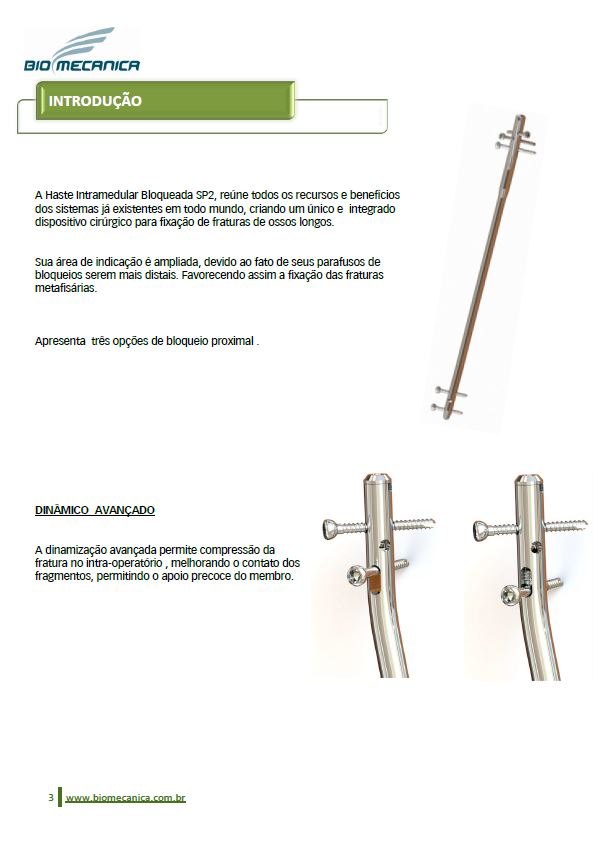 BIOMECANICA
INTRODUÇÃO
A Haste Intramedular Bloqueada SP2, reúne todos os recursos e benefícios
dos sistemas já existentes em todo mundo, criando um único e integrado
dispositivo cirúrgico para fixação de fraturas de ossos longos.
Sua área de indicação é ampliada, devido ao fato de seus parafusos de
bloqueios serem mais distais. Favorecendo assim a fixação das fraturas
metafisárias.
Apresenta três opções de bloqueio proximal .
DINÂMICO AVANÇADO
A dinamização avançada permite compressão da
fratura no intra-operatório , melhorando o contato dos
fragmentos, permitindo o apoio precoce do membro.
3 www.biomecanica.com.br